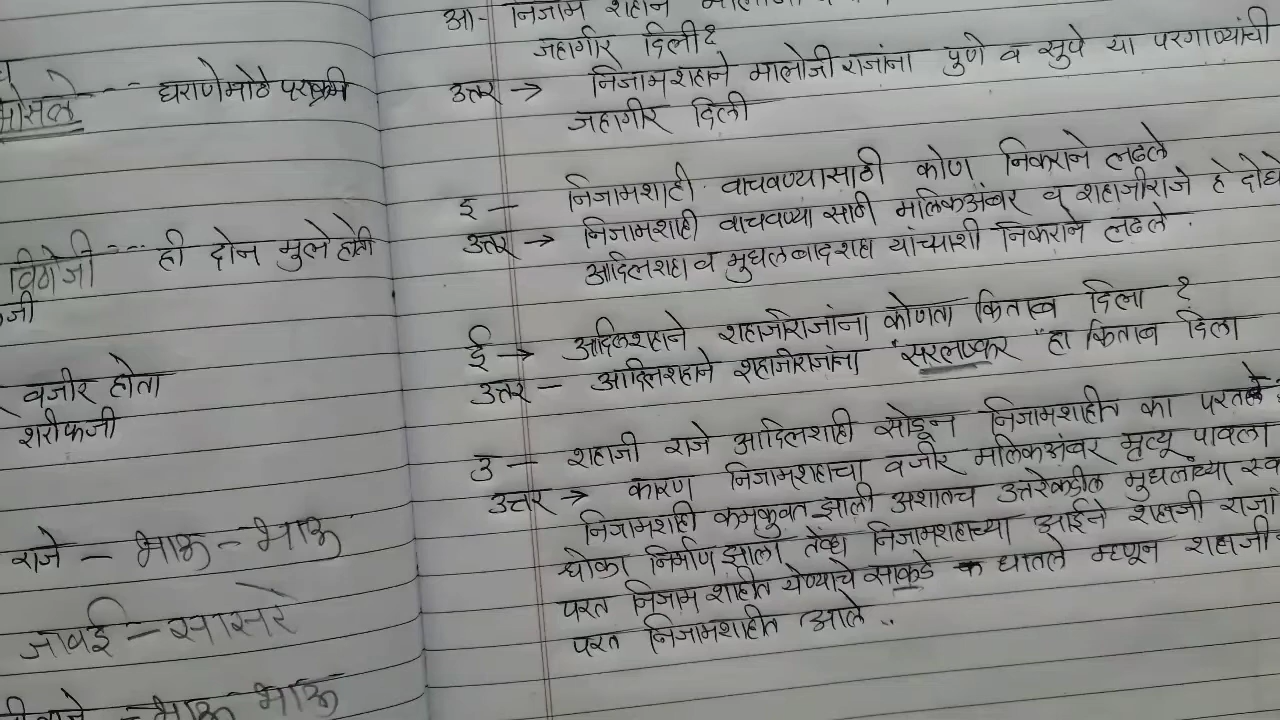 भोसले --- घराणे मोठे पराक्रमी
विठोजी --- ही दोन मुले होती
जी
वजीर होता
शरीफजी
राजे - भाऊ - भाऊ
जावई - सासरे
भाऊ भाऊ
आ - निजाम शहाने
जहागीर दिली?
उत्तर → निजामशहाने मालोजी राजांना पुणे व सुपे या परगाण्यांची
जहागीर दिली
इ - निजामशाही वाचवण्यासाठी कोण निकराने लढले
उत्तर → निजामशाही वाचवण्या साठी मलिकअंबर व शहाजीराजे हे दोघे
आदिलशहा व मुघल बादशहा यांच्याशी निकराने लढले.
ई → आदिलशहाने शहाजीराजांना कोणता किताब दिला?
उत्तर - आदिलशहाने शहाजीराजांना "सरलष्कर" हा किताब दिला
उ - शहाजी राजे आदिलशाही सोडून निजामशाहीत का परतले
उत्तर → कारण निजामशहाचा वजीर मलिकअंबर मृत्यू पावला
निजामशाही कमकुवत झाली अशातच उत्तरेकडील मुघलांच्या
धोका निर्माण झाला तेंव्हा निजामशहाच्या आईने शहाजी राजां
परत निजाम शाहीत येण्याचे साकडे घातले म्हणून शहाजी
परत निजामशाहीत आले..